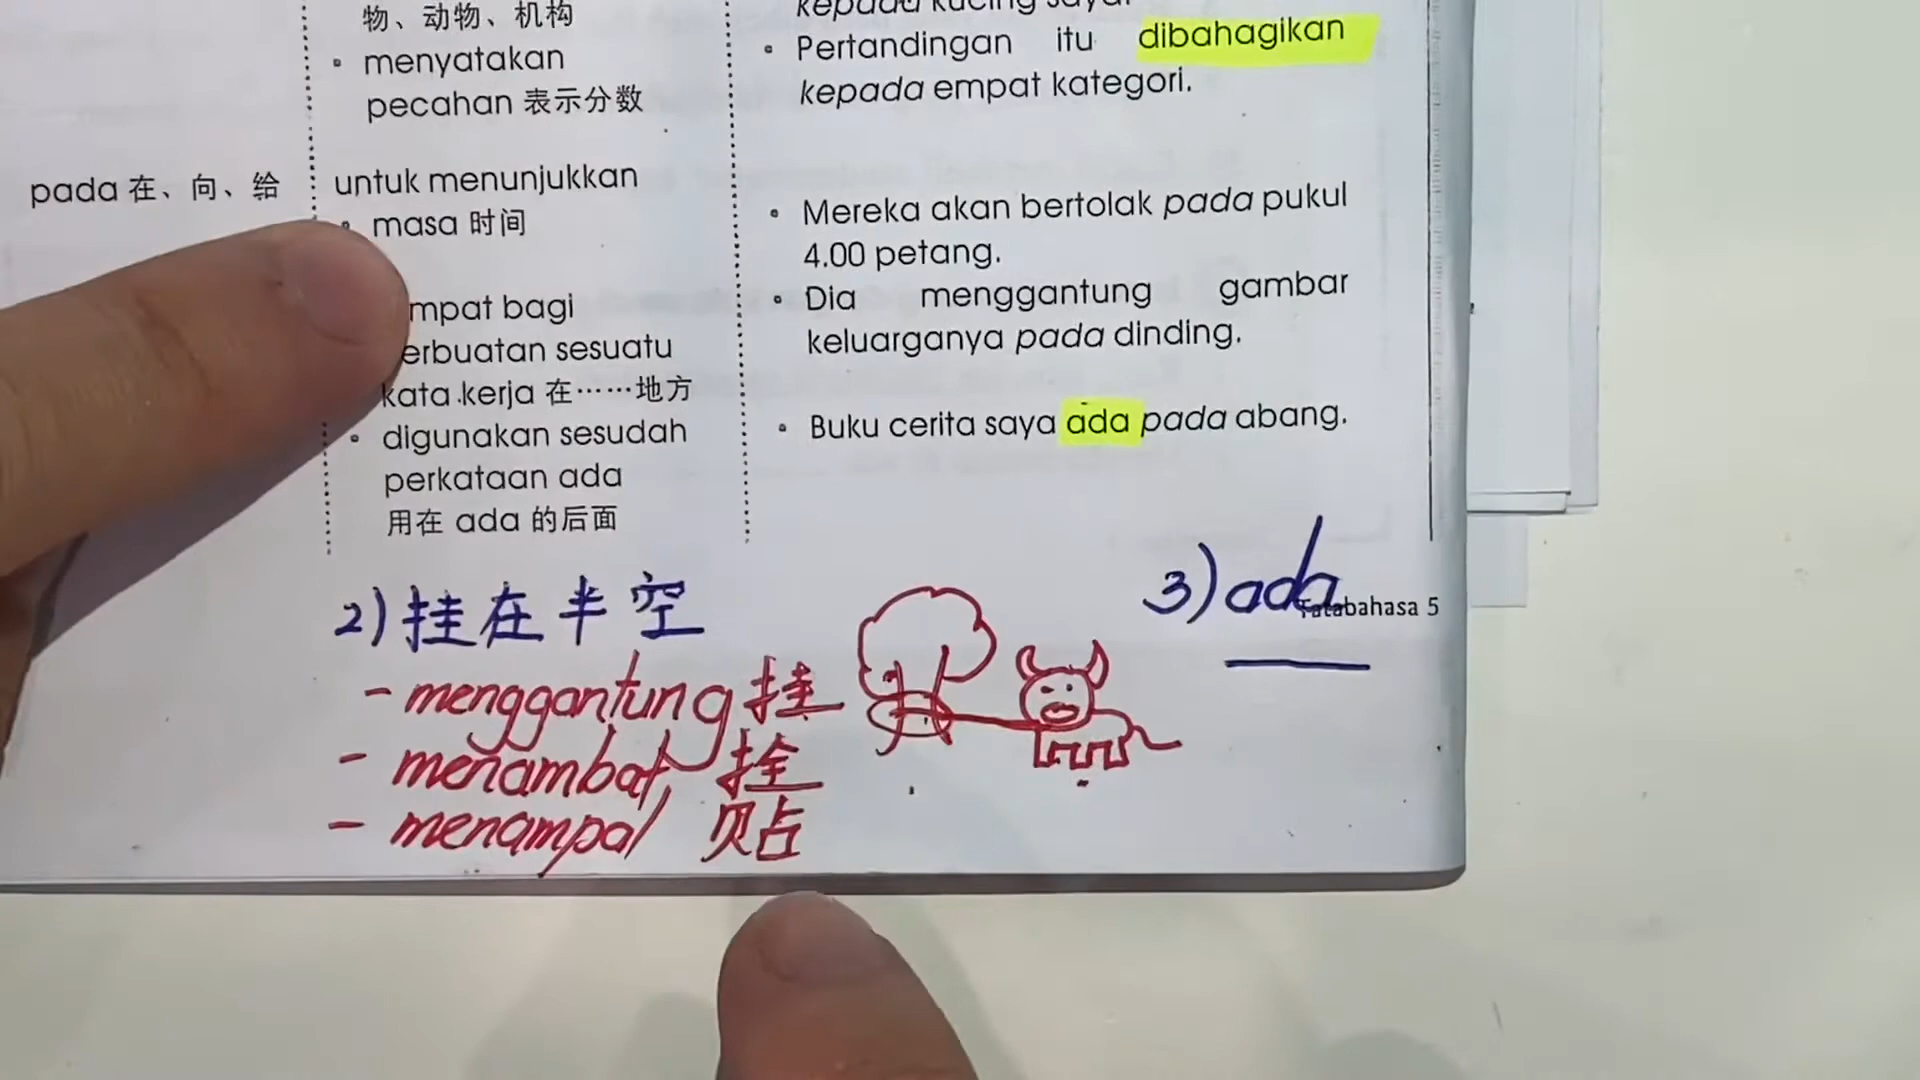 物、动物、机构
menyatakan
pecahan 表示分数
kepada kucing saya.
Pertandingan itu dibahagikan
kepada empat kategori.
pada 在、向、给
untuk menunjukkan
masa 时间
mpat bagi
erbuatan sesuatu
kata kerja 在……地方
digunakan sesudah
perkataan ada
用在 ada 的后面
Mereka akan bertolak pada pukul
4.00 petang.
Dia menggantung gambar
keluarganya pada dinding.
Buku cerita saya ada pada abang.
2) 挂在半空
- menggantung 挂
- menambat 拴
- menampal 贴
3) ada
Tatabahasa 5